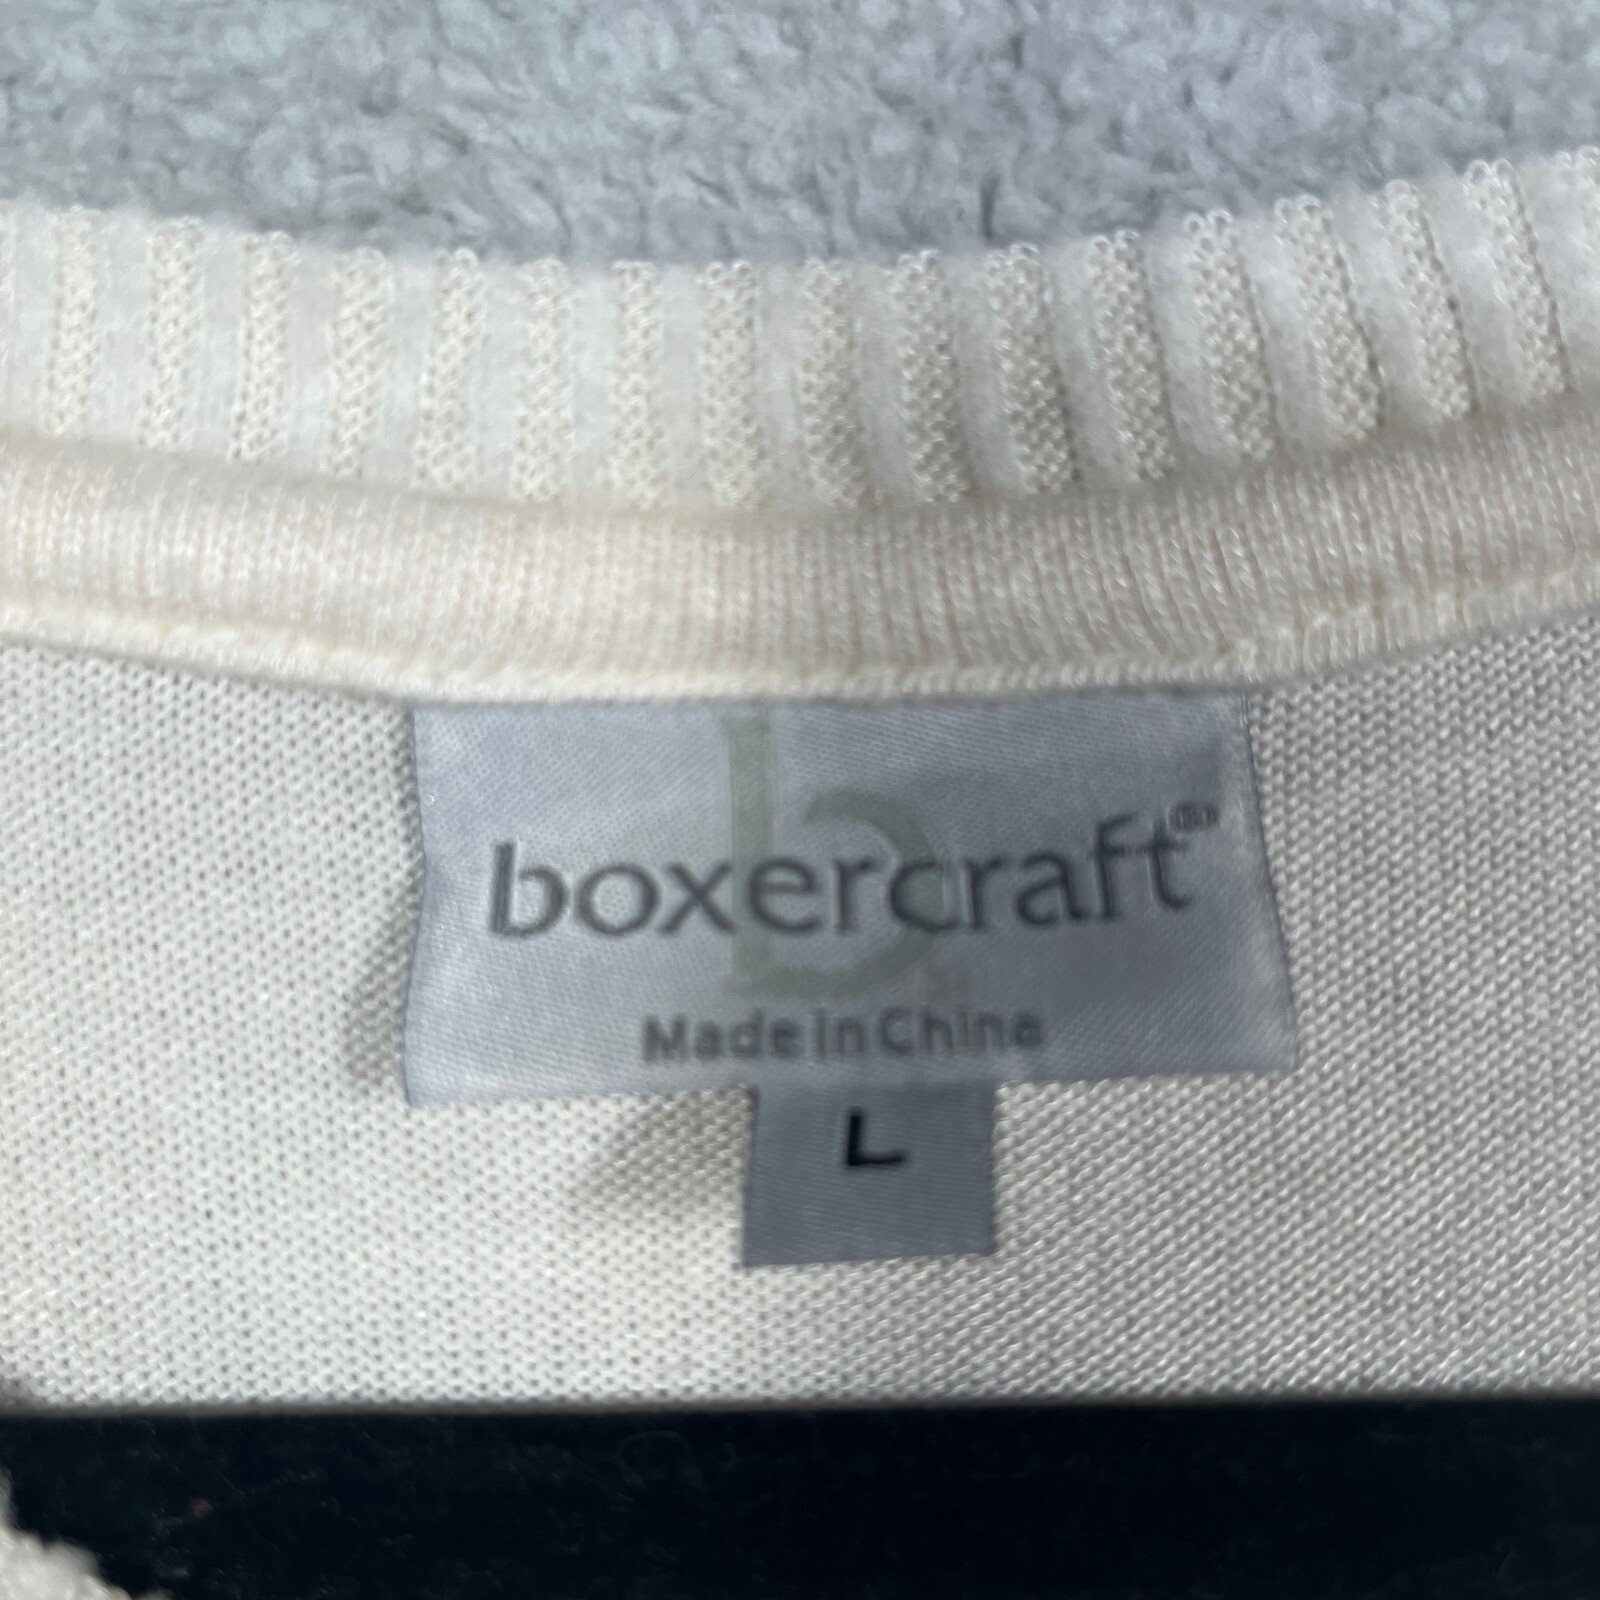 b
boxercraft®
Made in China
L